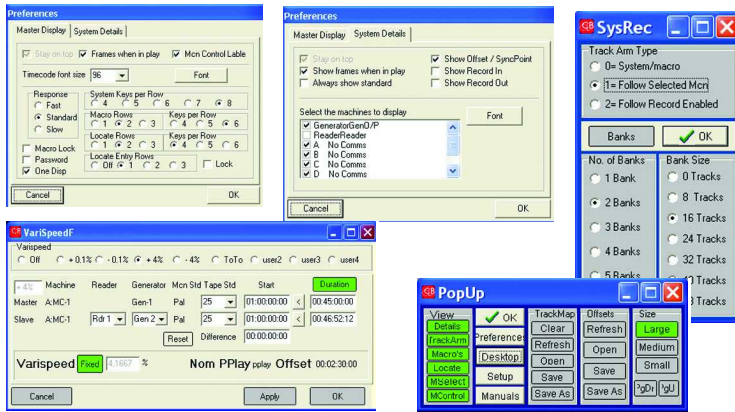 Preferences
Master Display System Details
Stay on top Frames when in play Mcn Control Lable
Timecode font size 96 Font
Response
Fast
Standard
Slow
System Keys per Row
4 5 6 7 8
Macro Rows Keys per Row
1 2 3 4 5 6
Locate Rows Keys per Row
1 2 3 4 5 6
Macro Lock
Password
One Disp
Locate Entry Rows
Off 1 2 3 Lock
Cancel OK
Preferences
Master Display System Details
Stay on top
Show frames when in play
Always show standard
Show Offset / SyncPoint
Show Record In
Show Record Out
Select the machines to display
Font
GeneratorGenO/P
ReaderReader
A No Comms
B No Comms
C No Comms
D No Comms
Cancel OK
GB SysRec
Track Arm Type
0= System/macro
1= Follow Selected Mcn
2= Follow Record Enabled
Banks OK
No. of Banks Bank Size
1 Bank 0 Tracks
2 Banks 8 Tracks
3 Banks 16 Tracks
4 Banks 24 Tracks
5 Banks 32 Tracks
Tracks
Tracks
GB VariSpeedF
Varispeed
Off + 0.1% - 0.1% + 4% - 4% ToTo user2 user3 user4
+ 4% Machine Reader Generator Mcn Std Tape Std Start Duration
Master A:MC-1 Gen-1 Pal 25 01:00:00:00 < 00:45:00:00
Slave A:MC-1 Rdr 1 Gen 2 Pal 25 01:00:00:00 < 00:46:52:12
Reset Difference 00:00:00:00
Varispeed Fixed 4.1667 % Nom PPlay pplay Offset 00:02:30:00
Cancel Apply OK
GB PopUp
View
Details
TrackArm
Macro's
Locate
MSelect
MControl
OK
Preferences
Desktop
Setup
Manuals
TrackMap
Clear
Refresh
Open
Save
Save As
Offsets
Refresh
Open
Save
Save As
Size
Large
Medium
Small
?gDr ?gU